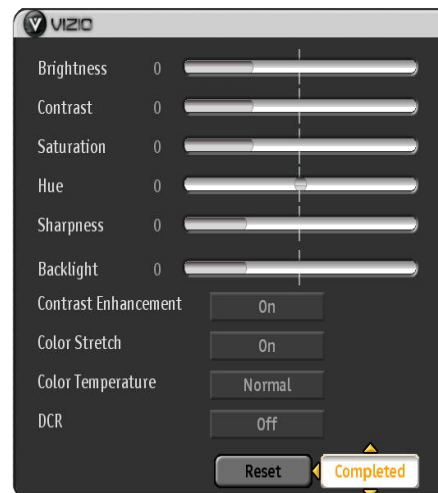 V VIZIO
Brightness 0
Contrast 0
Saturation 0
Hue 0
Sharpness 0
Backlight 0
Contrast Enhancement On
Color Stretch On
Color Temperature Normal
DCR Off
Reset Completed